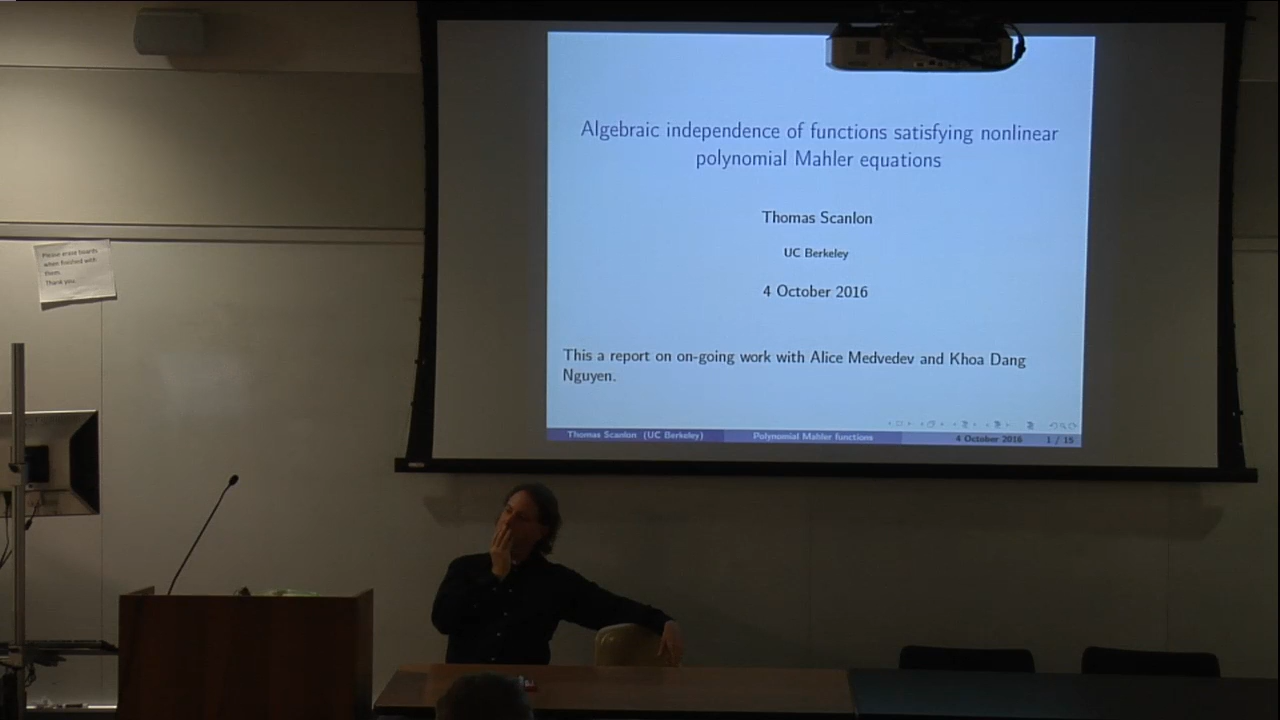 Algebraic independence of functions satisfying nonlinear
polynomial Mahler equations
Thomas Scanlon
UC Berkeley
4 October 2016
This a report on on-going work with Alice Medvedev and Khoa Dang
Nguyen.
Thomas Scanlon (UC Berkeley) Polynomial Mahler functions 4 October 2016 1 / 15
Please erase boards
when finished with
them.
Thank you